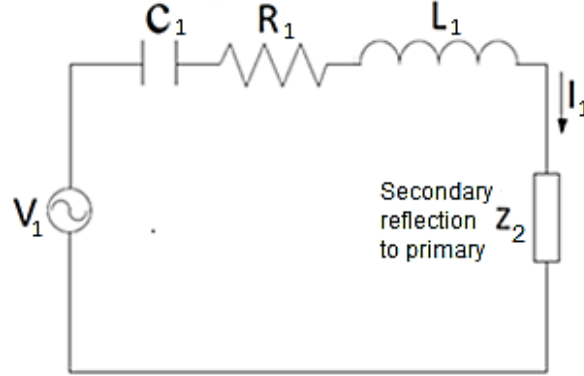 C₁
R₁
L₁
I₁
V₁
Secondary
reflection
to primary
Z₂